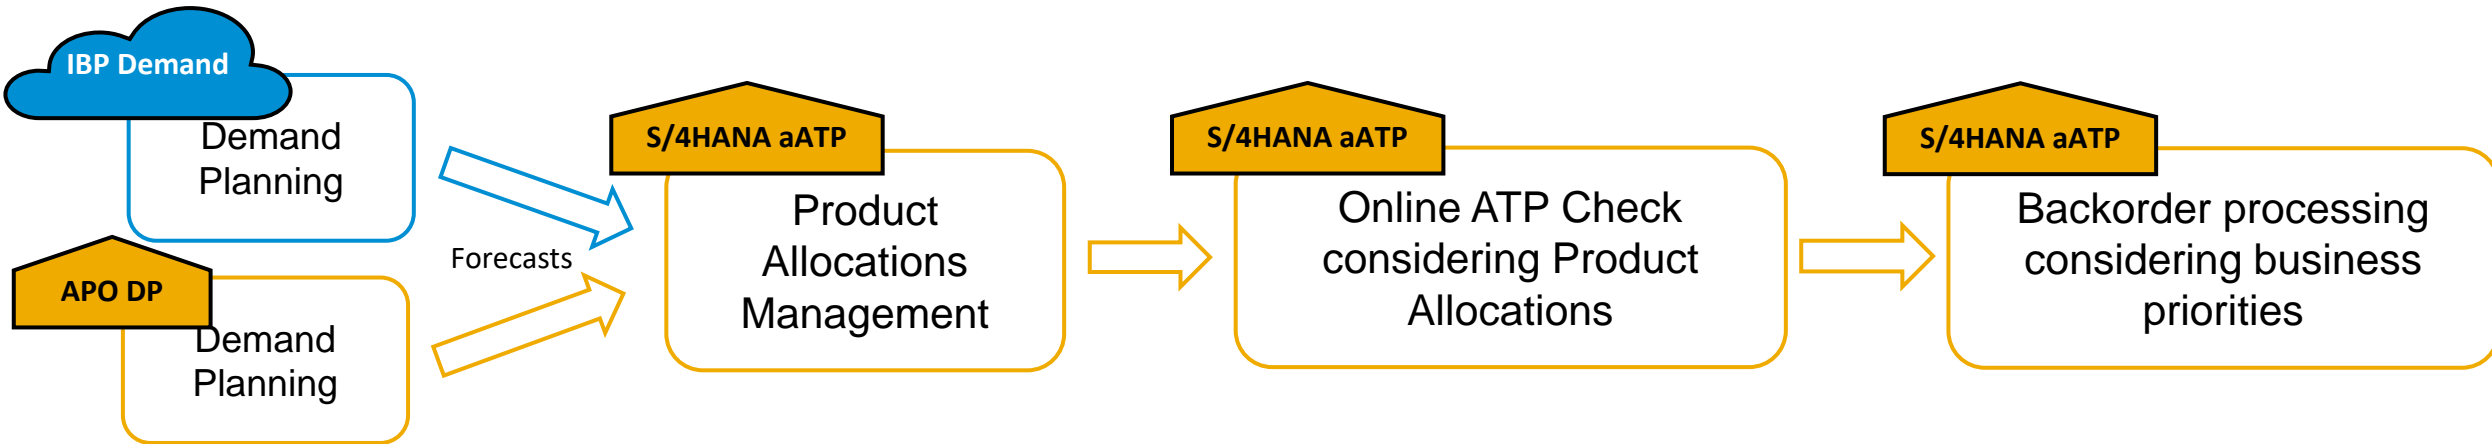 IBP Demand
Demand
Planning
APO DP
Demand
Planning
Forecasts
S/4HANA aATP
Product
Allocations
Management
S/4HANA aATP
Online ATP Check
considering Product
Allocations
S/4HANA aATP
Backorder processing
considering business
priorities